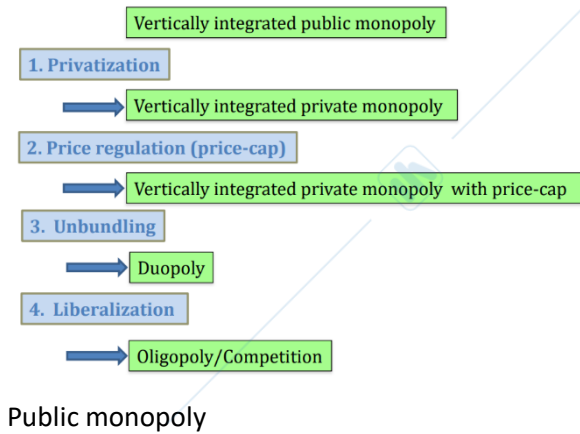 Vertically integrated public monopoly
1. Privatization
Vertically integrated private monopoly
2. Price regulation (price-cap)
Vertically integrated private monopoly with price-cap
3. Unbundling
Duopoly
4. Liberalization
Oligopoly/Competition
Public monopoly